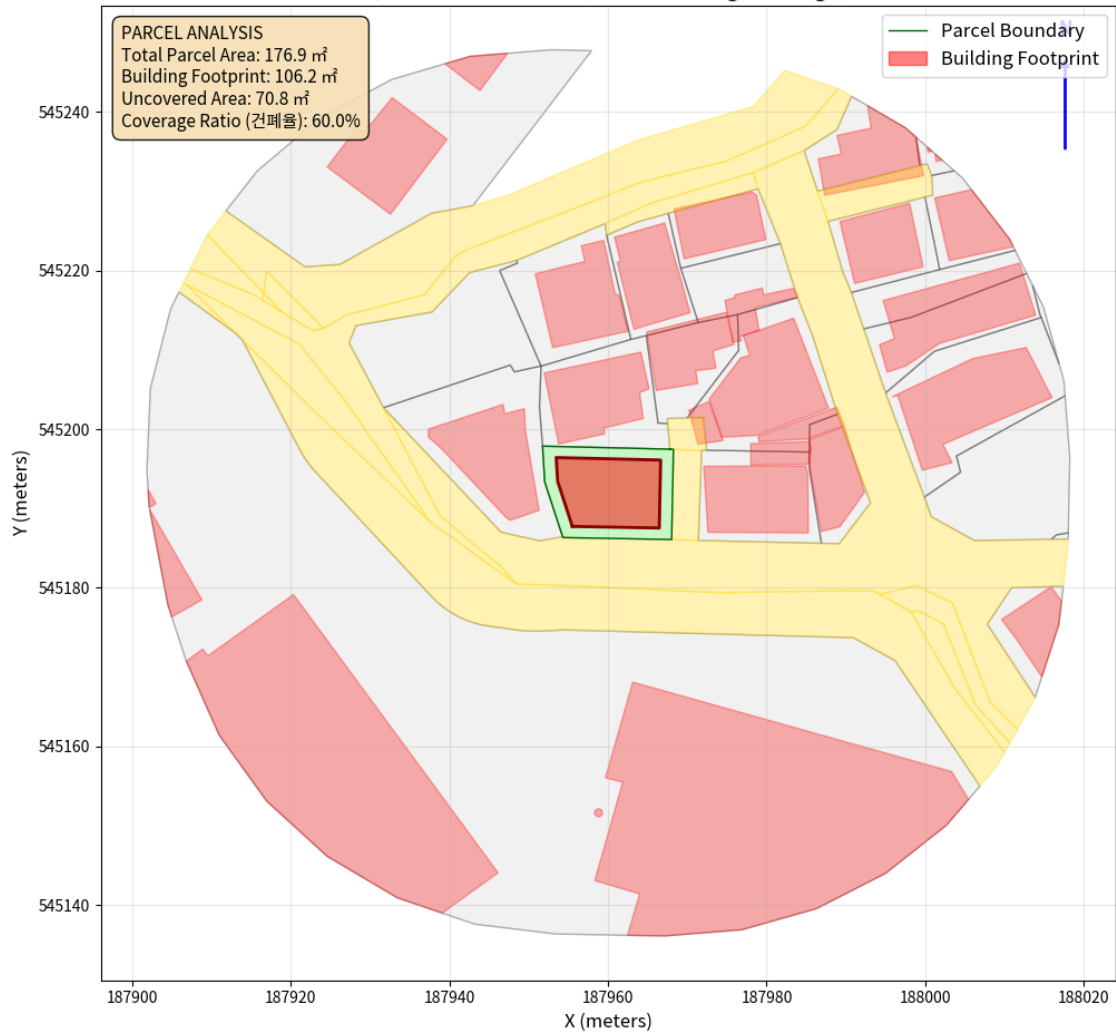 PARCEL ANALYSIS
Total Parcel Area: 176.9 ㎡
Building Footprint: 106.2 ㎡
Uncovered Area: 70.8 ㎡
Coverage Ratio (건폐율): 60.0%
Parcel Boundary
Building Footprint
N
Y (meters)
545240
545220
545200
545180
545160
545140
187900 187920 187940 187960 187980 188000 188020
X (meters)